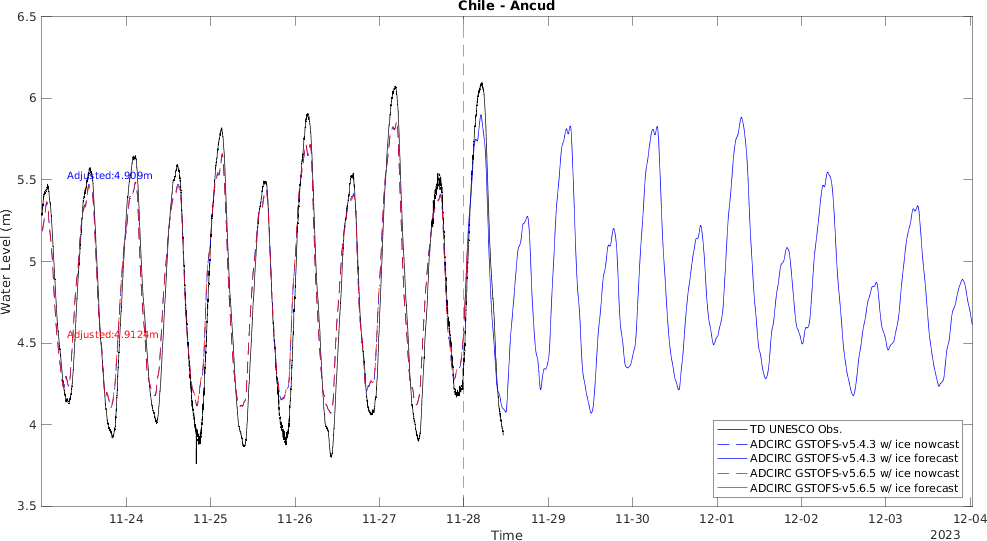 Chile - Ancud
6.5
6
5.5
5
4.5
4
3.5
Water Level (m)
Adjusted:4.909m
Adjusted:4.9124m
TD UNESCO Obs.
ADCIRC GSTOFS-v5.4.3 w/ ice nowcast
ADCIRC GSTOFS-v5.4.3 w/ ice forecast
ADCIRC GSTOFS-v5.6.5 w/ ice nowcast
ADCIRC GSTOFS-v5.6.5 w/ ice forecast
11-24 11-25 11-26 11-27 11-28 11-29 11-30 12-01 12-02 12-03 12-04
Time
2023